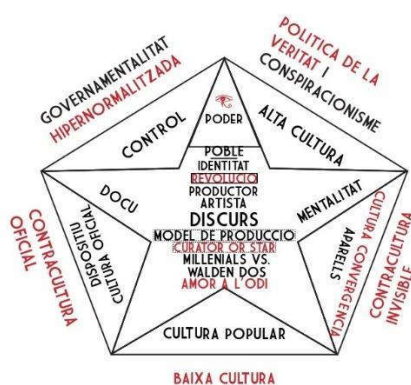 GOVERNAMENTALITAT
HIPERNORMALITZADA
POLITICA DE LA
VERITAT I
CONSPIRACIONISME
CONTROL
PODER
ALTA CULTURA
POBLE
IDENTITAT
REVOLUCIO
PRODUCTOR
ARTISTA
DISCURS
MODEL DE PRODUCCIÓ
CURATOR OR STAR
MILLENIALS VS.
WALDEN DOS
AMOR A L'ODI
DOCU
MENTALITAT
CONTRACULTURA
OFICIAL
DISPOSITIU
CULTURA OFICIAL
APARELLS
CULTURA CONVERGENCIA
CONTRACULTURA
INVISIBLE
CULTURA POPULAR
BAIXA CULTURA